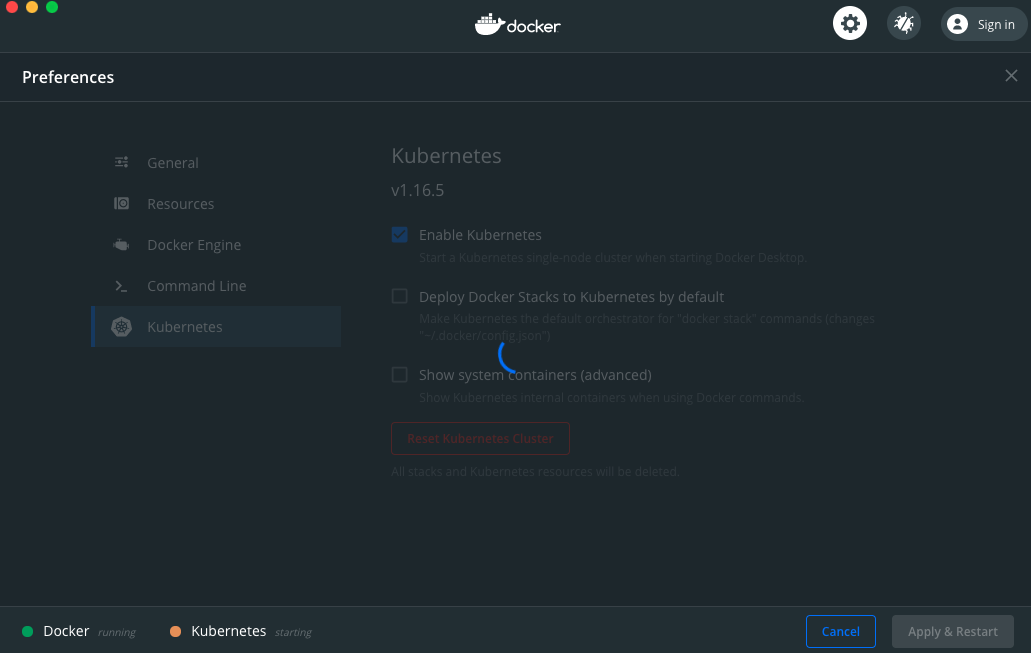 docker
Sign in
Preferences
General
Resources
Docker Engine
Command Line
Kubernetes
Kubernetes
v1.16.5
Enable Kubernetes
Start a Kubernetes single-node cluster when starting Docker Desktop.
Deploy Docker Stacks to Kubernetes by default
Make Kubernetes the default orchestrator for "docker stack" commands (changes
"~/.docker/config.json")
Show system containers (advanced)
Show Kubernetes internal containers when using Docker commands.
Reset Kubernetes Cluster
All stacks and Kubernetes resources will be deleted.
Docker running Kubernetes starting
Cancel
Apply & Restart